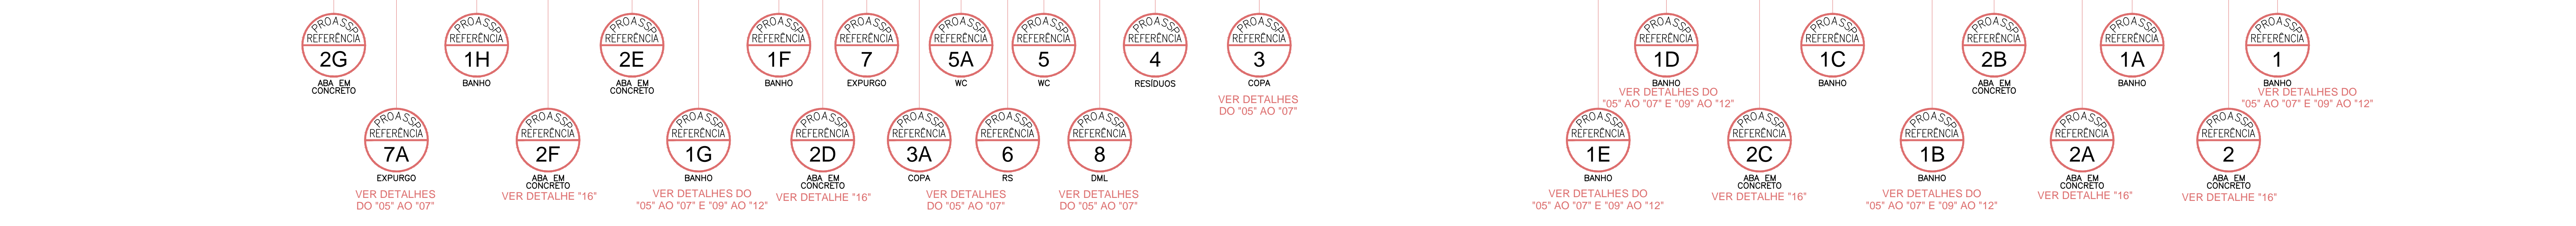 PROASSP
REFERÊNCIA
2G
ABA EM
CONCRETO
PROASSP
REFERÊNCIA
1H
BANHO
PROASSP
REFERÊNCIA
2E
ABA EM
CONCRETO
PROASSP
REFERÊNCIA
1F
BANHO
PROASSP
REFERÊNCIA
7
EXPURGO
PROASSP
REFERÊNCIA
5A
WC
PROASSP
REFERÊNCIA
5
WC
PROASSP
REFERÊNCIA
4
RESÍDUOS
PROASSP
REFERÊNCIA
3
COPA
VER DETALHES
DO "05" AO "07"
PROASSP
REFERÊNCIA
1D
BANHO
VER DETALHES DO
"05" AO "07" E "09" AO "12"
PROASSP
REFERÊNCIA
1C
BANHO
PROASSP
REFERÊNCIA
2B
ABA EM
CONCRETO
PROASSP
REFERÊNCIA
1A
BANHO
PROASSP
REFERÊNCIA
1
BANHO
VER DETALHES DO
"05" AO "07" E "09" AO "12"
PROASSP
REFERÊNCIA
7A
EXPURGO
VER DETALHES
DO "05" AO "07"
PROASSP
REFERÊNCIA
2F
ABA EM
CONCRETO
VER DETALHE "16"
PROASSP
REFERÊNCIA
1G
BANHO
VER DETALHES DO
"05" AO "07" E "09" AO "12"
PROASSP
REFERÊNCIA
2D
ABA EM
CONCRETO
VER DETALHE "16"
PROASSP
REFERÊNCIA
3A
COPA
PROASSP
REFERÊNCIA
6
RS
VER DETALHES
DO "05" AO "07"
PROASSP
REFERÊNCIA
8
DML
VER DETALHES
DO "05" AO "07"
PROASSP
REFERÊNCIA
1E
BANHO
VER DETALHES DO
"05" AO "07" E "09" AO "12"
PROASSP
REFERÊNCIA
2C
ABA EM
CONCRETO
VER DETALHE "16"
PROASSP
REFERÊNCIA
1B
BANHO
VER DETALHES DO
"05" AO "07" E "09" AO "12"
PROASSP
REFERÊNCIA
2A
ABA EM
CONCRETO
VER DETALHE "16"
PROASSP
REFERÊNCIA
2
ABA EM
CONCRETO
VER DETALHE "16"